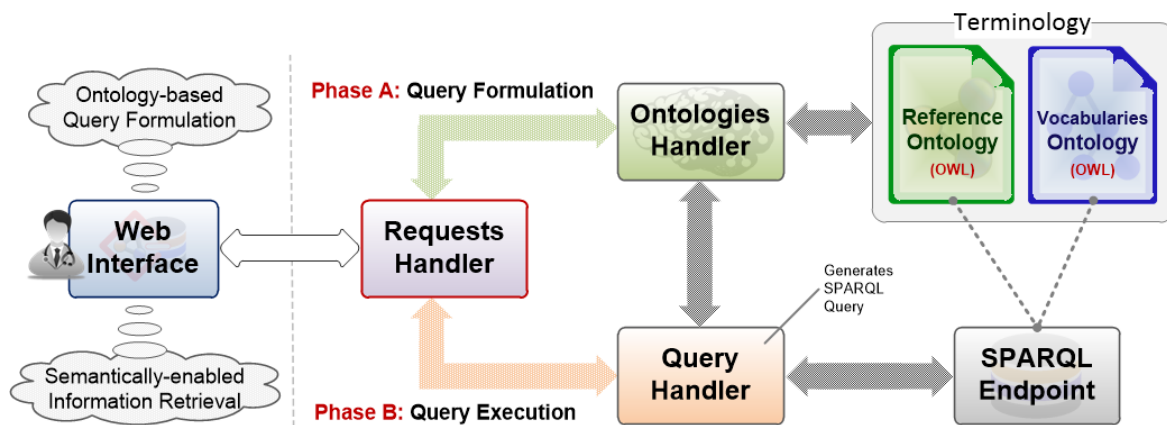 Terminology
Ontology-based
Query Formulation
Phase A: Query Formulation
Ontologies
Handler
Reference
Ontology
(OWL)
Vocabularies
Ontology
(OWL)
Web
Interface
Requests
Handler
Generates
SPARQL
Query
Query
Handler
SPARQL
Endpoint
Semantically-enabled
Information Retrieval
Phase B: Query Execution